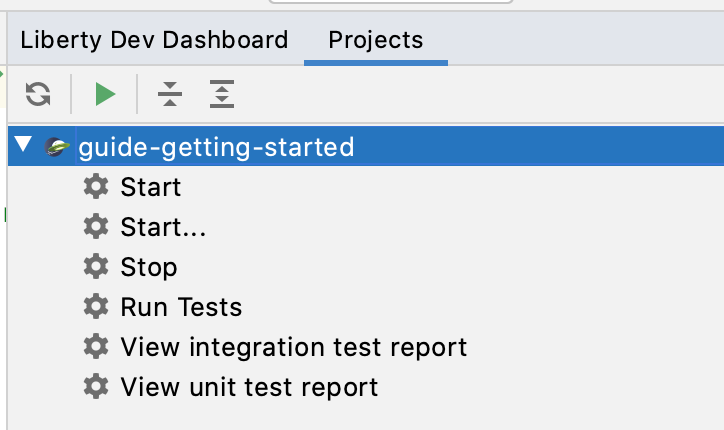 Liberty Dev Dashboard Projects
guide-getting-started
Start
Start...
Stop
Run Tests
View integration test report
View unit test report